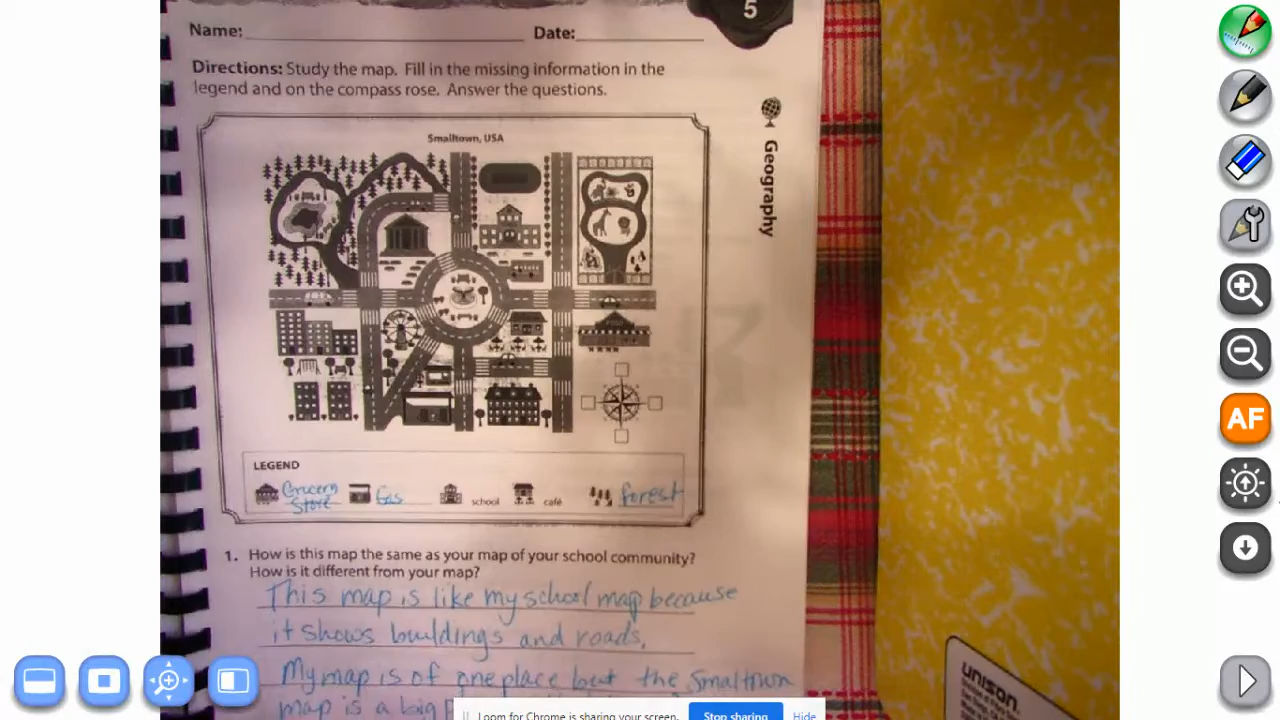 5
Name: Date:
Directions: Study the map. Fill in the missing information in the
legend and on the compass rose. Answer the questions.
Geography
Smalltown, USA
LEGEND
Grocery
Store
Gas
school
café
forest
1. How is this map the same as your map of your school community?
How is it different from your map?
This map is like my school map because
it shows buildings and roads.
My map is of one place but the Smaltown
map is a big
AF
UNISON
Loom for Chrome is sharing your screen.
Stop sharing
Hide